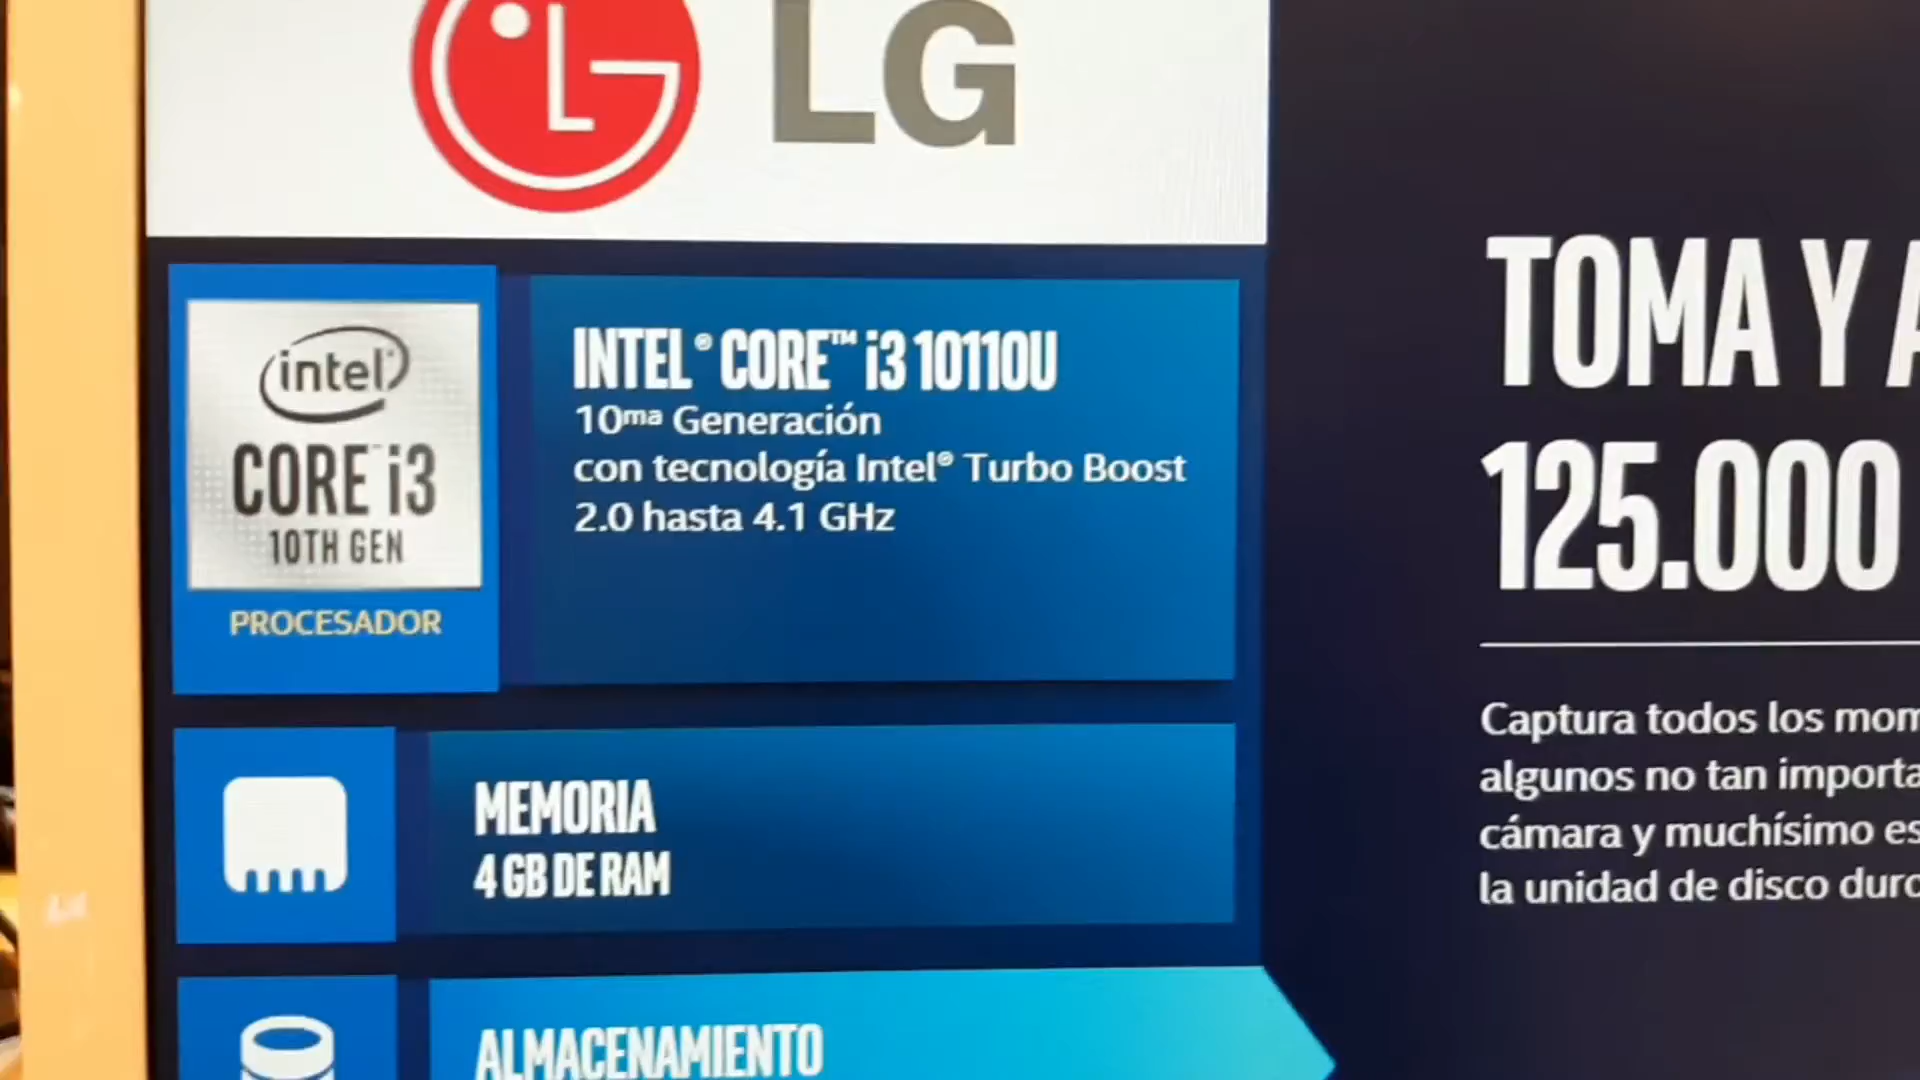 LG
intel
CORE i3
10TH GEN
PROCESADOR
INTEL® CORE™ i3 10110U
10ma Generación
con tecnología Intel® Turbo Boost
2.0 hasta 4.1 GHz
MEMORIA
4 GB DE RAM
ALMACENAMIENTO
TOMA Y
125.000
Captura todos los
algunos no tan
cámara y muchísimo
la unidad de disco